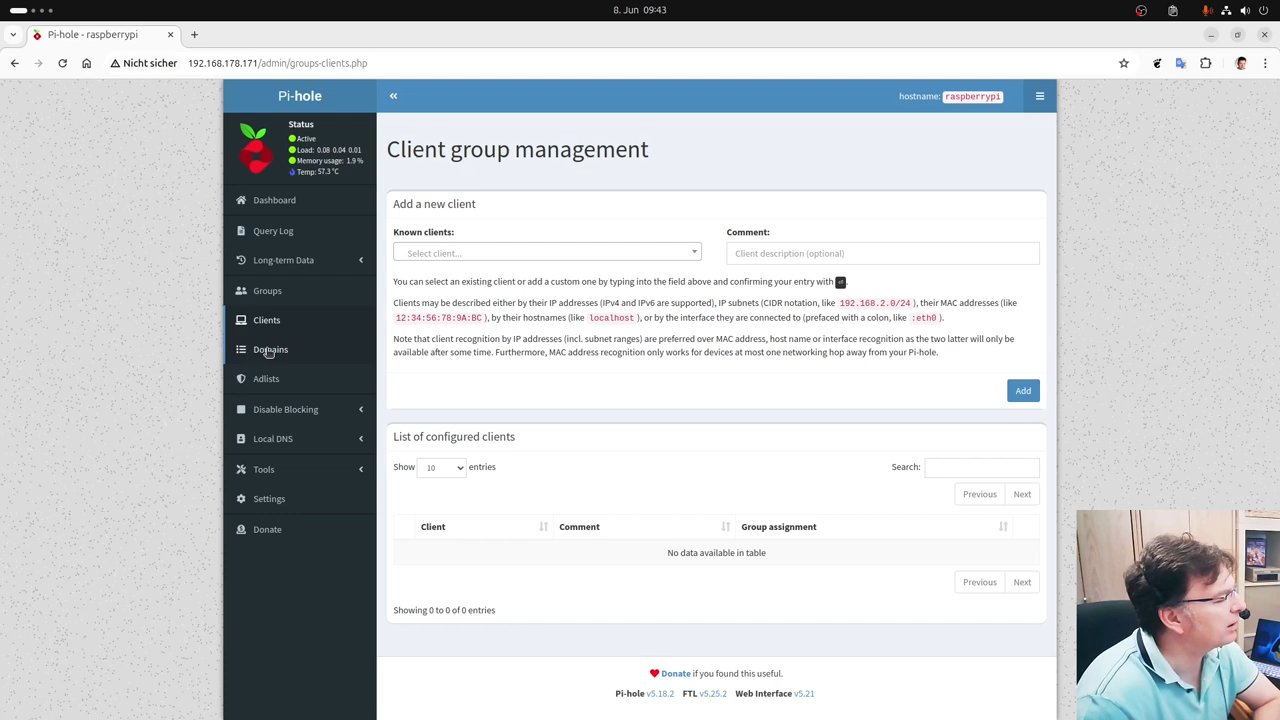 8. Jun 09:43
Pi-hole - raspberrypi
Nicht sicher 192.168.178.171/admin/groups-clients.php
Pi-hole
hostname: raspberrypi
Status
Active
Load: 0.08 0.04 0.01
Memory usage: 1.9 %
Temp: 57.3 °C
Dashboard
Query Log
Long-term Data
Groups
Clients
Domains
Adlists
Disable Blocking
Local DNS
Tools
Settings
Donate
Client group management
Add a new client
Known clients:
Comment:
Select client...
Client description (optional)
You can select an existing client or add a custom one by typing into the field above and confirming your entry with ⏎.
Clients may be described either by their IP addresses (IPv4 and IPv6 are supported), IP subnets (CIDR notation, like 192.168.2.0/24), their MAC addresses (like
12:34:56:78:9A:BC), by their hostnames (like localhost), or by the interface they are connected to (prefaced with a colon, like :eth0).
Note that client recognition by IP addresses (incl. subnet ranges) are preferred over MAC address, host name or interface recognition as the two latter will only be
available after some time. Furthermore, MAC address recognition only works for devices at most one networking hop away from your Pi-hole.
Add
List of configured clients
Show 10 entries
Search:
Previous Next
Client Comment Group assignment
No data available in table
Previous Next
Showing 0 to 0 of 0 entries
Donate if you found this useful.
Pi-hole v5.18.2 FTL v5.25.2 Web Interface v5.21